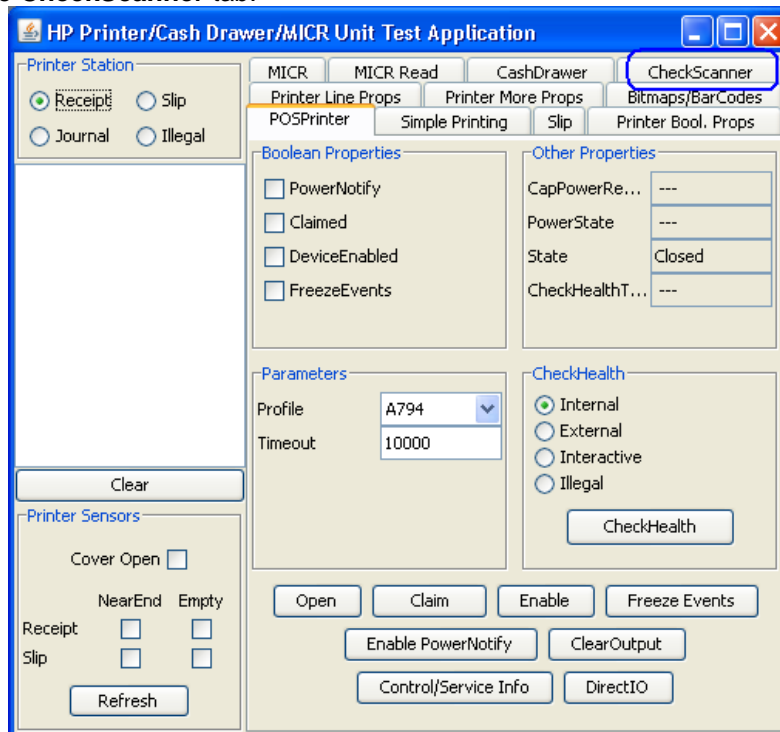 CheckScanner tab.
HP Printer/Cash Drawer/MICR Unit Test Application
Printer Station
Receipt Slip
Journal Illegal
MICR MICR Read CashDrawer CheckScanner
Printer Line Props Printer More Props Bitmaps/BarCodes
POSPrinter Simple Printing Slip Printer Bool. Props
Boolean Properties
PowerNotify
Claimed
DeviceEnabled
FreezeEvents
Other Properties
CapPowerRe... ---
PowerState ---
State Closed
CheckHealthT... ---
Parameters
Profile A794
Timeout 10000
CheckHealth
Internal
External
Interactive
Illegal
CheckHealth
Clear
Printer Sensors
Cover Open
NearEnd Empty
Receipt
Slip
Refresh
Open Claim Enable Freeze Events
Enable PowerNotify ClearOutput
Control/Service Info DirectIO